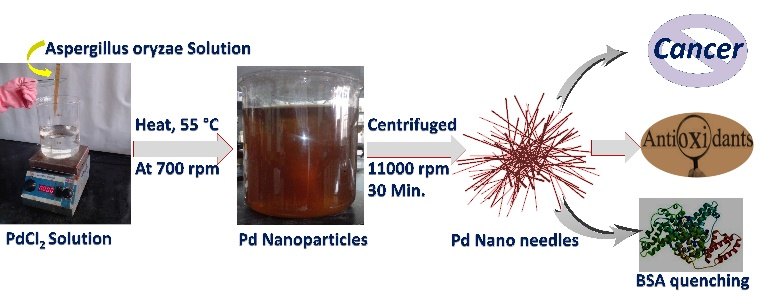 Aspergillus oryzae Solution
PdCl₂ Solution
Heat, 55 °C
At 700 rpm
Pd Nanoparticles
Centrifuged
11000 rpm
30 Min.
Pd Nano needles
Cancer
Antioxidants
BSA quenching